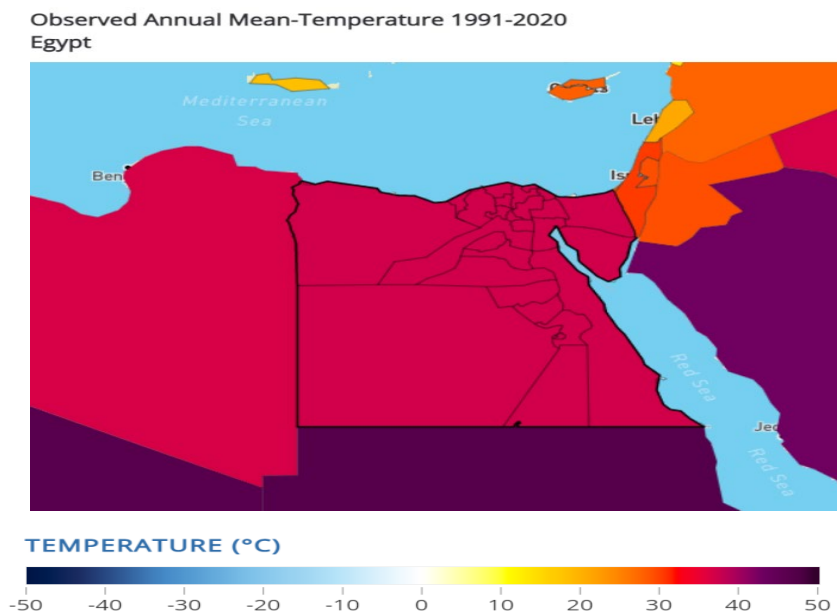 Observed Annual Mean-Temperature 1991-2020
Egypt
Mediterranean
Sea
Leb
Ben
Red Sea
Jed
Red Sea
TEMPERATURE (°C)
-50 -40 -30 -20 -10 0 10 20 30 40 50